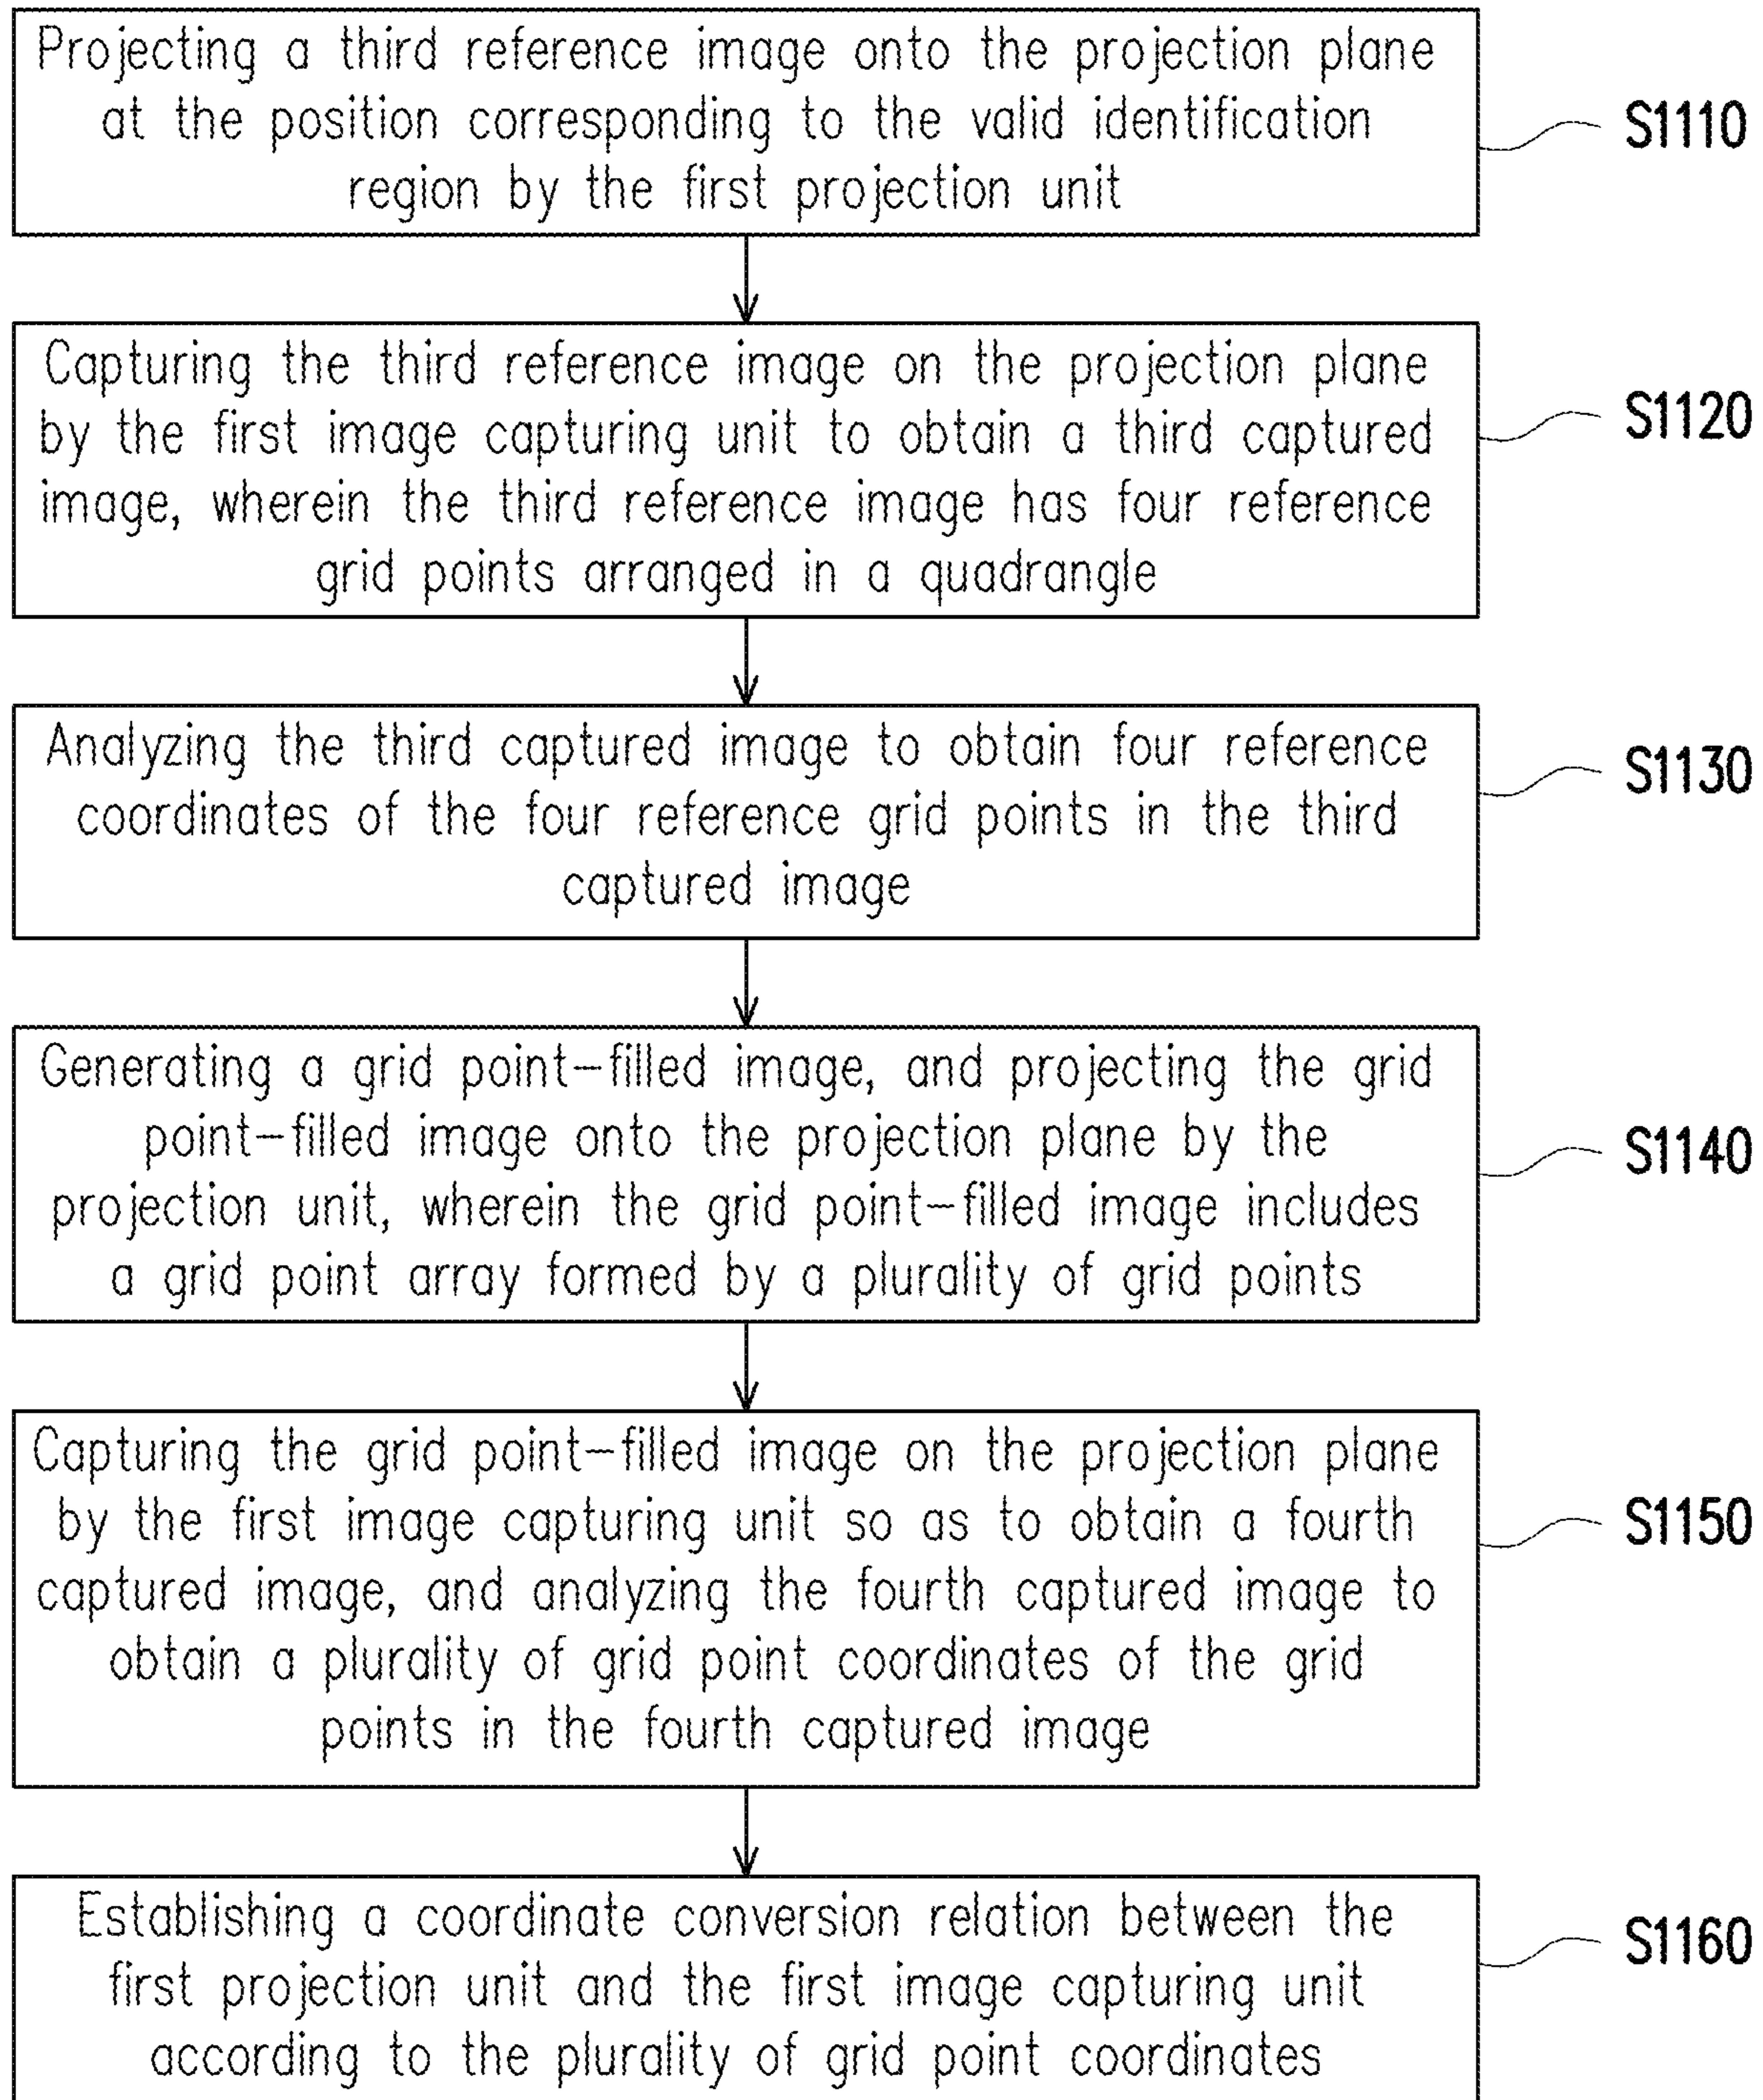 Projecting a third reference image onto the projection plane
at the position corresponding to the valid identification
region by the first projection unit
S1110
Capturing the third reference image on the projection plane
by the first image capturing unit to obtain a third captured
image, wherein the third reference image has four reference
grid points arranged in a quadrangle
S1120
Analyzing the third captured image to obtain four reference
coordinates of the four reference grid points in the third
captured image
S1130
Generating a grid point-filled image, and projecting the grid
point-filled image onto the projection plane by the
projection unit, wherein the grid point-filled image includes
a grid point array formed by a plurality of grid points
S1140
Capturing the grid point-filled image on the projection plane
by the first image capturing unit so as to obtain a fourth
captured image, and analyzing the fourth captured image to
obtain a plurality of grid point coordinates of the grid
points in the fourth captured image
S1150
Establishing a coordinate conversion relation between the
first projection unit and the first image capturing unit
according to the plurality of grid point coordinates
S1160